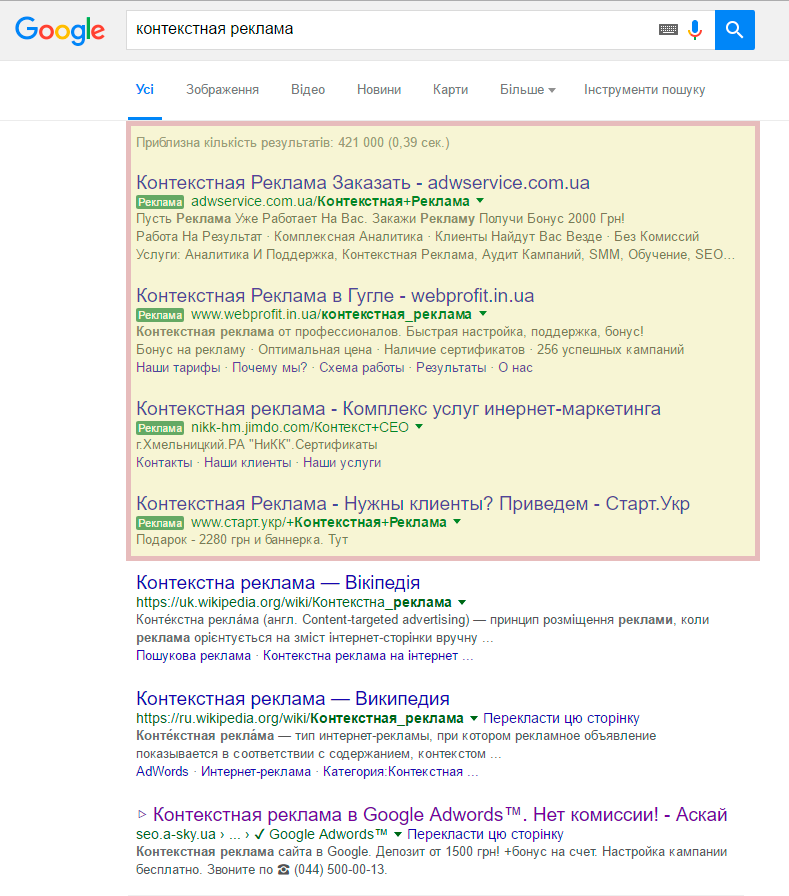 Google
контекстная реклама
Усі Зображення Відео Новини Карти Більше Інструменти пошуку
Приблизна кількість результатів: 421 000 (0,39 сек.)
Контекстная Реклама Заказать - adwservice.com.ua
Реклама adwservice.com.ua/Контекстная+Реклама
Пусть Реклама Уже Работает На Вас. Закажи Рекламу Получи Бонус 2000 Грн!
Работа На Результат · Комплексная Аналитика · Клиенты Найдут Вас Везде · Без Комиссий
Услуги: Аналитика И Поддержка, Контекстная Реклама, Аудит Кампаний, SMM, Обучение, SEO…
Контекстная Реклама в Гугле - webprofit.in.ua
Реклама www.webprofit.in.ua/контекстная_реклама
Контекстная реклама от профессионалов. Быстрая настройка, поддержка, бонус!
Бонус на рекламу · Оптимальная цена · Наличие сертификатов · 256 успешных кампаний
Наши тарифы · Почему мы? · Схема работы · Результаты · О нас
Контекстная реклама - Комплекс услуг инернет-маркетинга
Реклама nikk-hm.jimdo.com/Контекст+СЕО
г.Хмельницкий.РА "НиКК".Сертификаты
Контакты · Наши клиенты · Наши услуги
Контекстная Реклама - Нужны клиенты? Приведем - Старт.Укр
Реклама www.старт.укр/+Контекстная+Реклама
Подарок - 2280 грн и баннерка. Тут
Контекстна реклама — Вікіпедія
https://uk.wikipedia.org/wiki/Контекстна_реклама
Конте́кстна рекла́ма (англ. Content-targeted advertising) — принцип розміщення реклами, коли
реклама орієнтується на зміст інтернет-сторінки вручну ...
Пошукова реклама · Контекстна реклама на інтернет ...
Контекстная реклама — Википедия
https://ru.wikipedia.org/wiki/Контекстная_реклама Перекласти цю сторінку
Конте́кстная рекла́ма — тип интернет-рекламы, при котором рекламное объявление
показывается в соответствии с содержанием, контекстом ...
AdWords · Интернет-реклама · Категория:Контекстная ...
▷ Контекстная реклама в Google Adwords™. Нет комиссии! - Аскай
seo.a-sky.ua › ... › ✓ Google Adwords™ Перекласти цю сторінку
Контекстная реклама сайта в Google. Депозит от 1500 грн! +бонус на счет. Настройка кампании
бесплатно. Звоните по ☎ (044) 500-00-13.